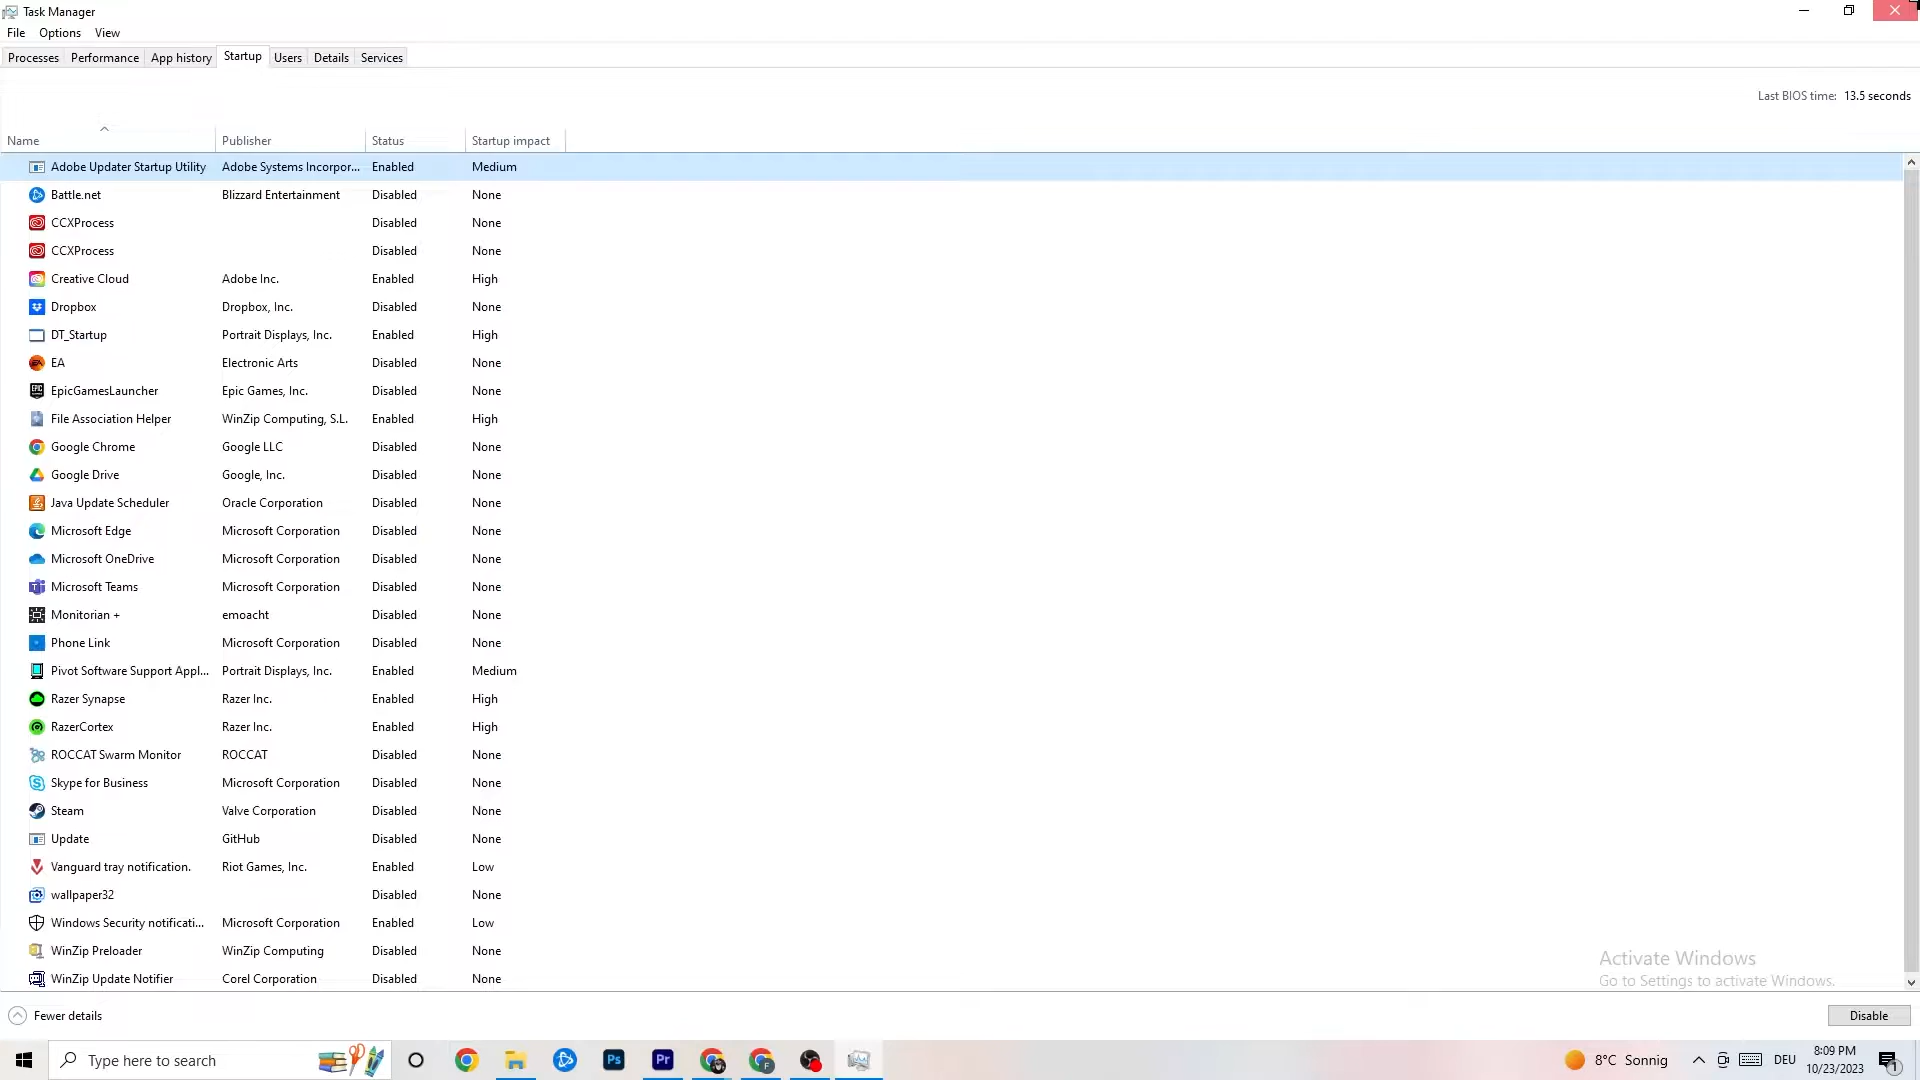 Task Manager
File Options View
Processes Performance App history Startup Users Details Services
Last BIOS time: 13.5 seconds
Name Publisher Status Startup impact
Adobe Updater Startup Utility Adobe Systems Incorpor... Enabled Medium
Battle.net Blizzard Entertainment Disabled None
CCXProcess Disabled None
CCXProcess Disabled None
Creative Cloud Adobe Inc. Enabled High
Dropbox Dropbox, Inc. Disabled None
DT_Startup Portrait Displays, Inc. Enabled High
EA Electronic Arts Disabled None
EpicGamesLauncher Epic Games, Inc. Disabled None
File Association Helper WinZip Computing, S.L. Enabled High
Google Chrome Google LLC Disabled None
Google Drive Google, Inc. Disabled None
Java Update Scheduler Oracle Corporation Disabled None
Microsoft Edge Microsoft Corporation Disabled None
Microsoft OneDrive Microsoft Corporation Disabled None
Microsoft Teams Microsoft Corporation Disabled None
Monitorian + emoacht Disabled None
Phone Link Microsoft Corporation Disabled None
Pivot Software Support Appl... Portrait Displays, Inc. Enabled Medium
Razer Synapse Razer Inc. Enabled High
RazerCortex Razer Inc. Enabled High
ROCCAT Swarm Monitor ROCCAT Disabled None
Skype for Business Microsoft Corporation Disabled None
Steam Valve Corporation Disabled None
Update GitHub Disabled None
Vanguard tray notification. Riot Games, Inc. Enabled Low
wallpaper32 Disabled None
Windows Security notificati... Microsoft Corporation Enabled Low
WinZip Preloader WinZip Computing Disabled None
WinZip Update Notifier Corel Corporation Disabled None
Activate Windows
Go to Settings to activate Windows.
Fewer details
Disable
Type here to search
Ps Pr F
8°C Sonnig
DEU
8:09 PM
10/23/2023
1